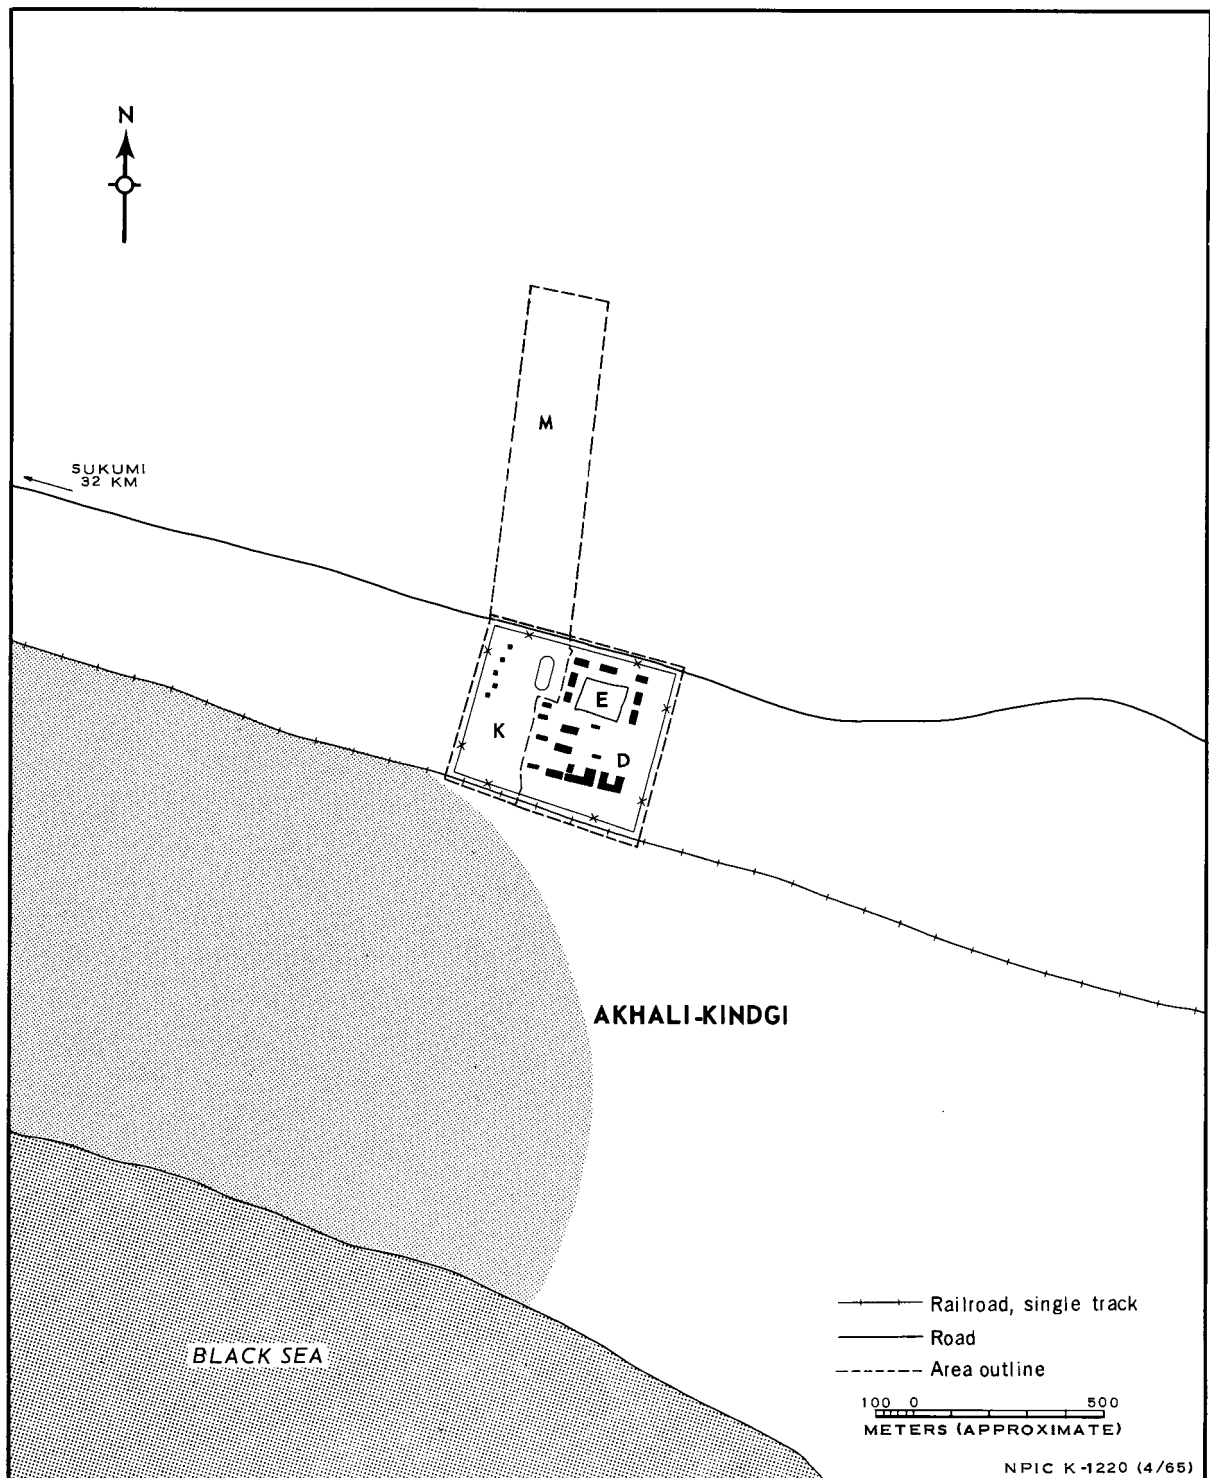 N
M
SUKUMI
32 KM
E
K
D
AKHALI-KINDGI
BLACK SEA
Railroad, single track
Road
Area outline
100 0 500
METERS (APPROXIMATE)
NPIC K-1220 (4/65)